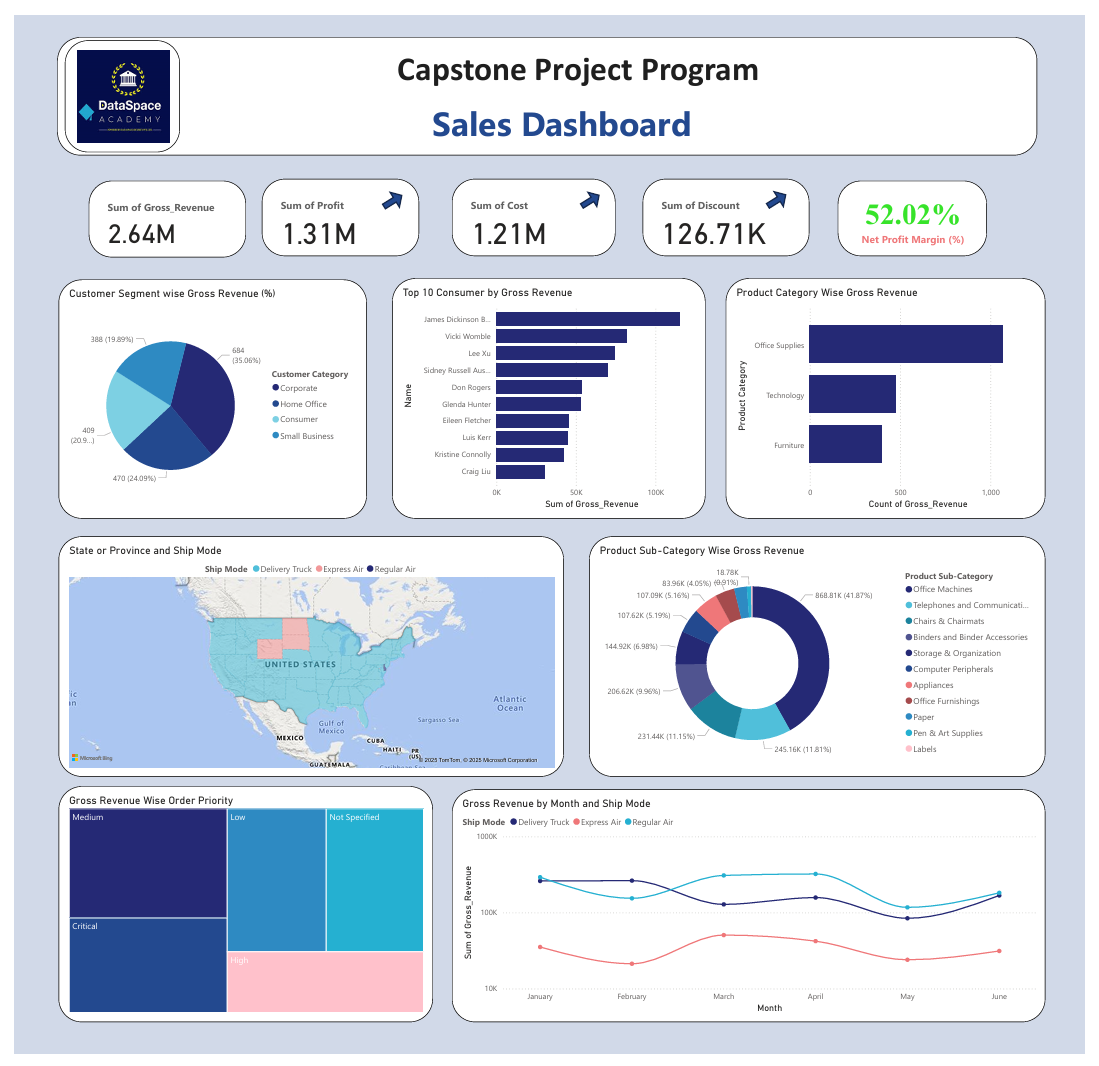 Capstone Project Program
Sales Dashboard
DataSpace
ACADEMY
Sum of Gross_Revenue
2.64M
Sum of Profit
1.31M
Sum of Cost
1.21M
Sum of Discount
126.71K
52.02%
Net Profit Margin (%)
Customer Segment wise Gross Revenue (%)
388 (19.89%)
684
(35.06%)
409
(20.9...)
470 (24.09%)
Customer Category
Corporate
Home Office
Consumer
Small Business
Top 10 Consumer by Gross Revenue
Name
James Dickinson B...
Vicki Womble
Lee Xu
Sidney Russell Aus...
Don Rogers
Glenda Hunter
Eileen Fletcher
Luis Kerr
Kristine Connolly
Craig Liu
0K 50K 100K
Sum of Gross_Revenue
Product Category Wise Gross Revenue
Product Category
Office Supplies
Technology
Furniture
0 500 1,000
Count of Gross_Revenue
State or Province and Ship Mode
Ship Mode Delivery Truck Express Air Regular Air
UNITED STATES
ic
an
Atlantic
Ocean
Sargasso Sea
Gulf of
Mexico
MEXICO
CUBA
HAITI
PR
(US)
GUATEMALA
Caribbean Sea
Microsoft Bing
© 2025 TomTom, © 2025 Microsoft Corporation
Product Sub-Category Wise Gross Revenue
18.78K
(0.91%)
83.96K (4.05%)
107.09K (5.16%)
107.62K (5.19%)
144.92K (6.98%)
206.62K (9.96%)
231.44K (11.15%)
245.16K (11.81%)
868.81K (41.87%)
Product Sub-Category
Office Machines
Telephones and Communicati...
Chairs & Chairmats
Binders and Binder Accessories
Storage & Organization
Computer Peripherals
Appliances
Office Furnishings
Paper
Pen & Art Supplies
Labels
Gross Revenue Wise Order Priority
Medium
Low
Not Specified
Critical
High
Gross Revenue by Month and Ship Mode
Ship Mode Delivery Truck Express Air Regular Air
Sum of Gross_Revenue
1000K
100K
10K
January February March April May June
Month